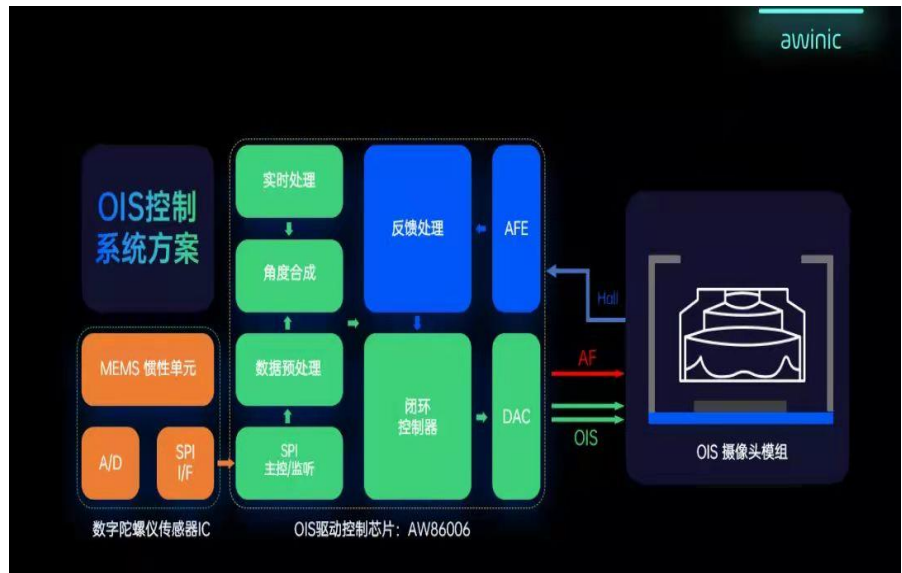 awinic
OIS控制
系统方案
实时处理
角度合成
数据预处理
SPI
主控/监听
反馈处理
AFE
闭环
控制器
DAC
MEMS 惯性单元
A/D
SPI
I/F
Hall
AF
OIS
OIS 摄像头模组
数字陀螺仪传感器IC
OIS驱动控制芯片：AW86006